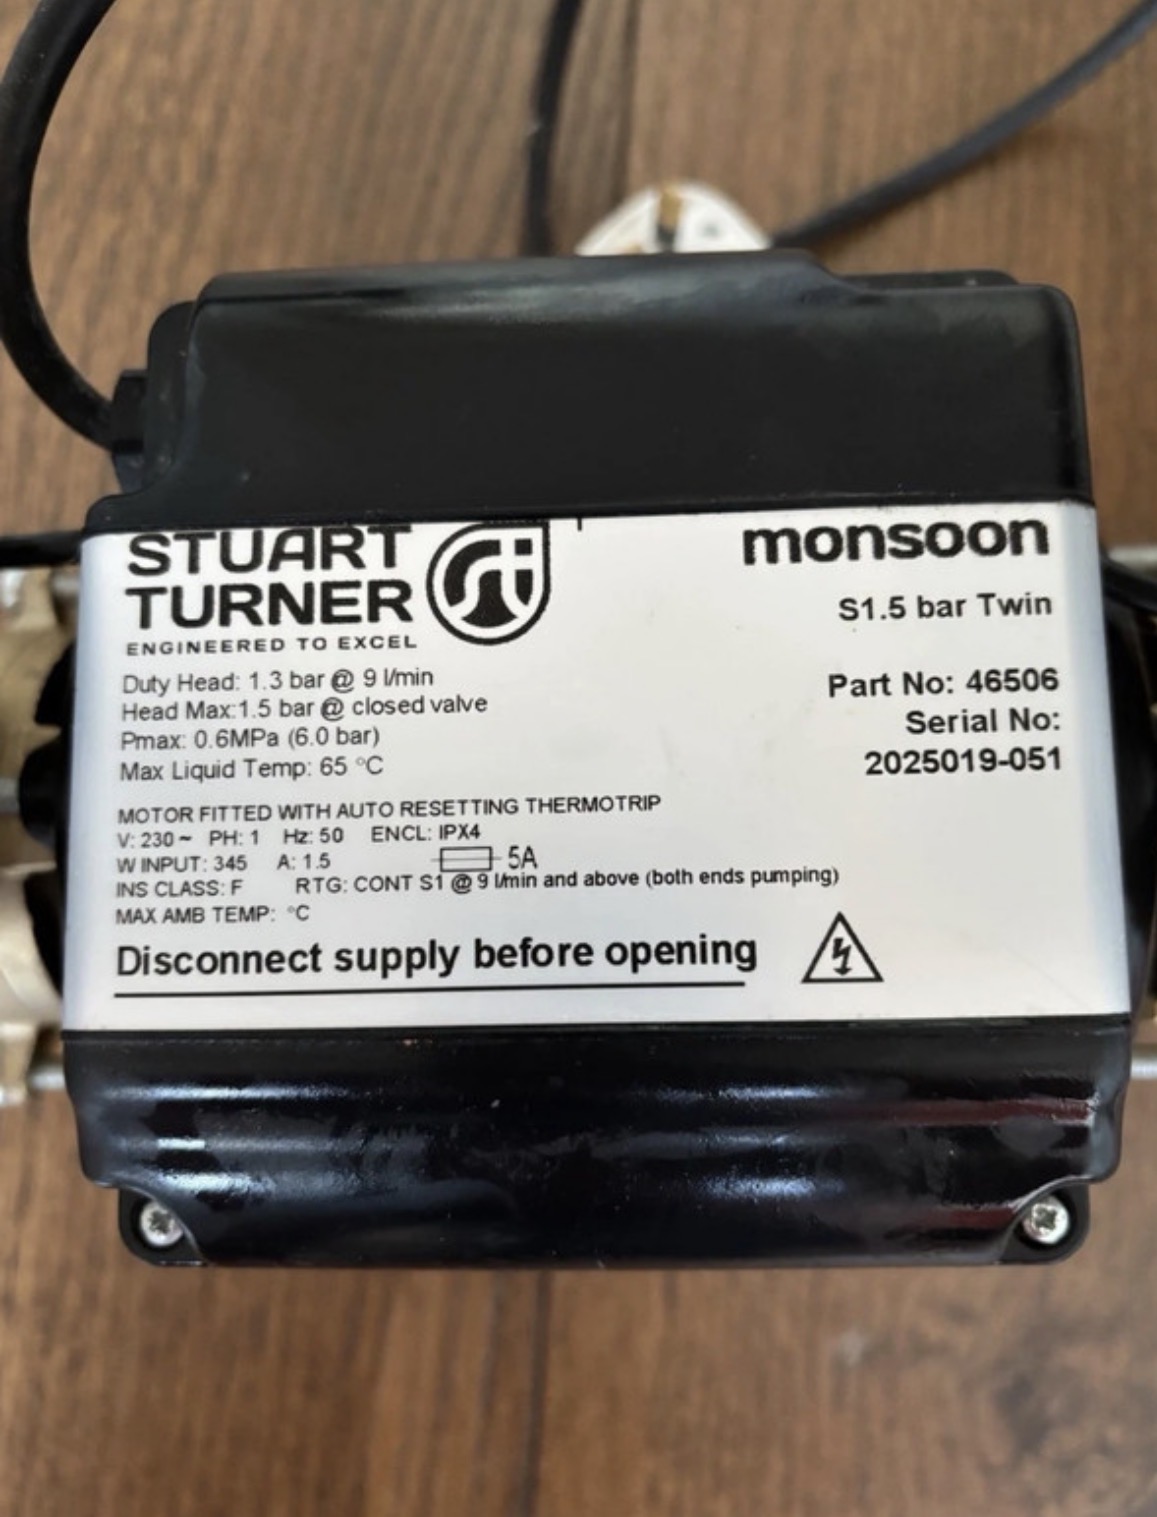 STUART
TURNER
ENGINEERED TO EXCEL
monsoon
S1.5 bar Twin
Duty Head: 1.3 bar @ 9 l/min
Head Max:1.5 bar @ closed valve
Pmax: 0.6MPa (6.0 bar)
Max Liquid Temp: 65 °C
Part No: 46506
Serial No:
2025019-051
MOTOR FITTED WITH AUTO RESETTING THERMOTRIP
V: 230 ~ PH: 1 Hz: 50 ENCL: IPX4
W INPUT: 345 A: 1.5 5A
INS CLASS: F RTG: CONT S1 @ 9 l/min and above (both ends pumping)
MAX AMB TEMP: °C
Disconnect supply before opening